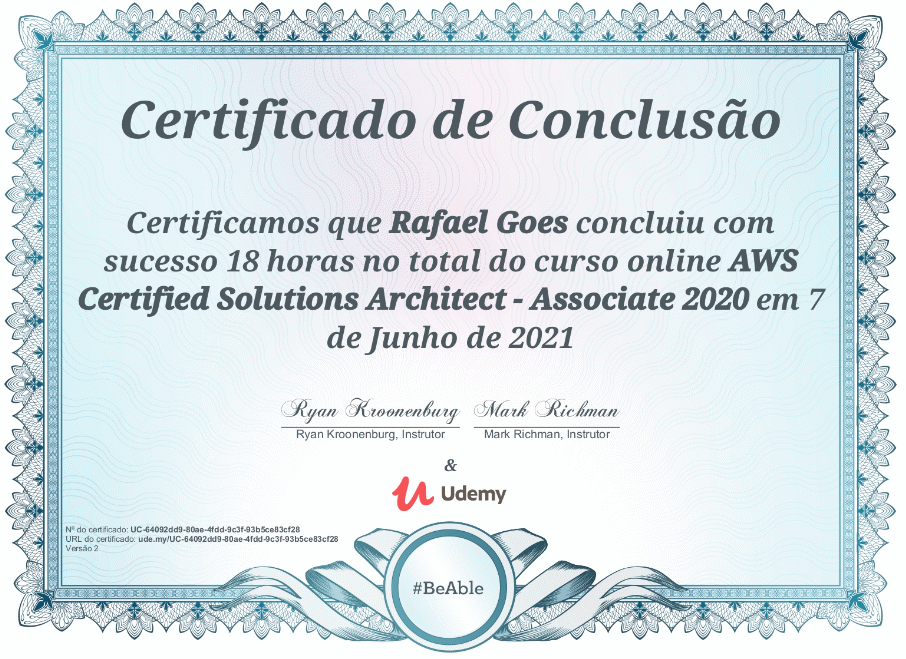 Certificado de Conclusão
Certificamos que Rafael Goes concluiu com
sucesso 18 horas no total do curso online AWS
Certified Solutions Architect - Associate 2020 em 7
de Junho de 2021
Ryan Kroonenburg Mark Richman
Ryan Kroonenburg, Instrutor Mark Richman, Instrutor
&
Udemy
Nº do certificado: UC-64092dd9-80ae-4fdd-9c3f-93b5ce83cf28
URL do certificado: ude.my/UC-64092dd9-80ae-4fdd-9c3f-93b5ce83cf28
Versão 2
#BeAble